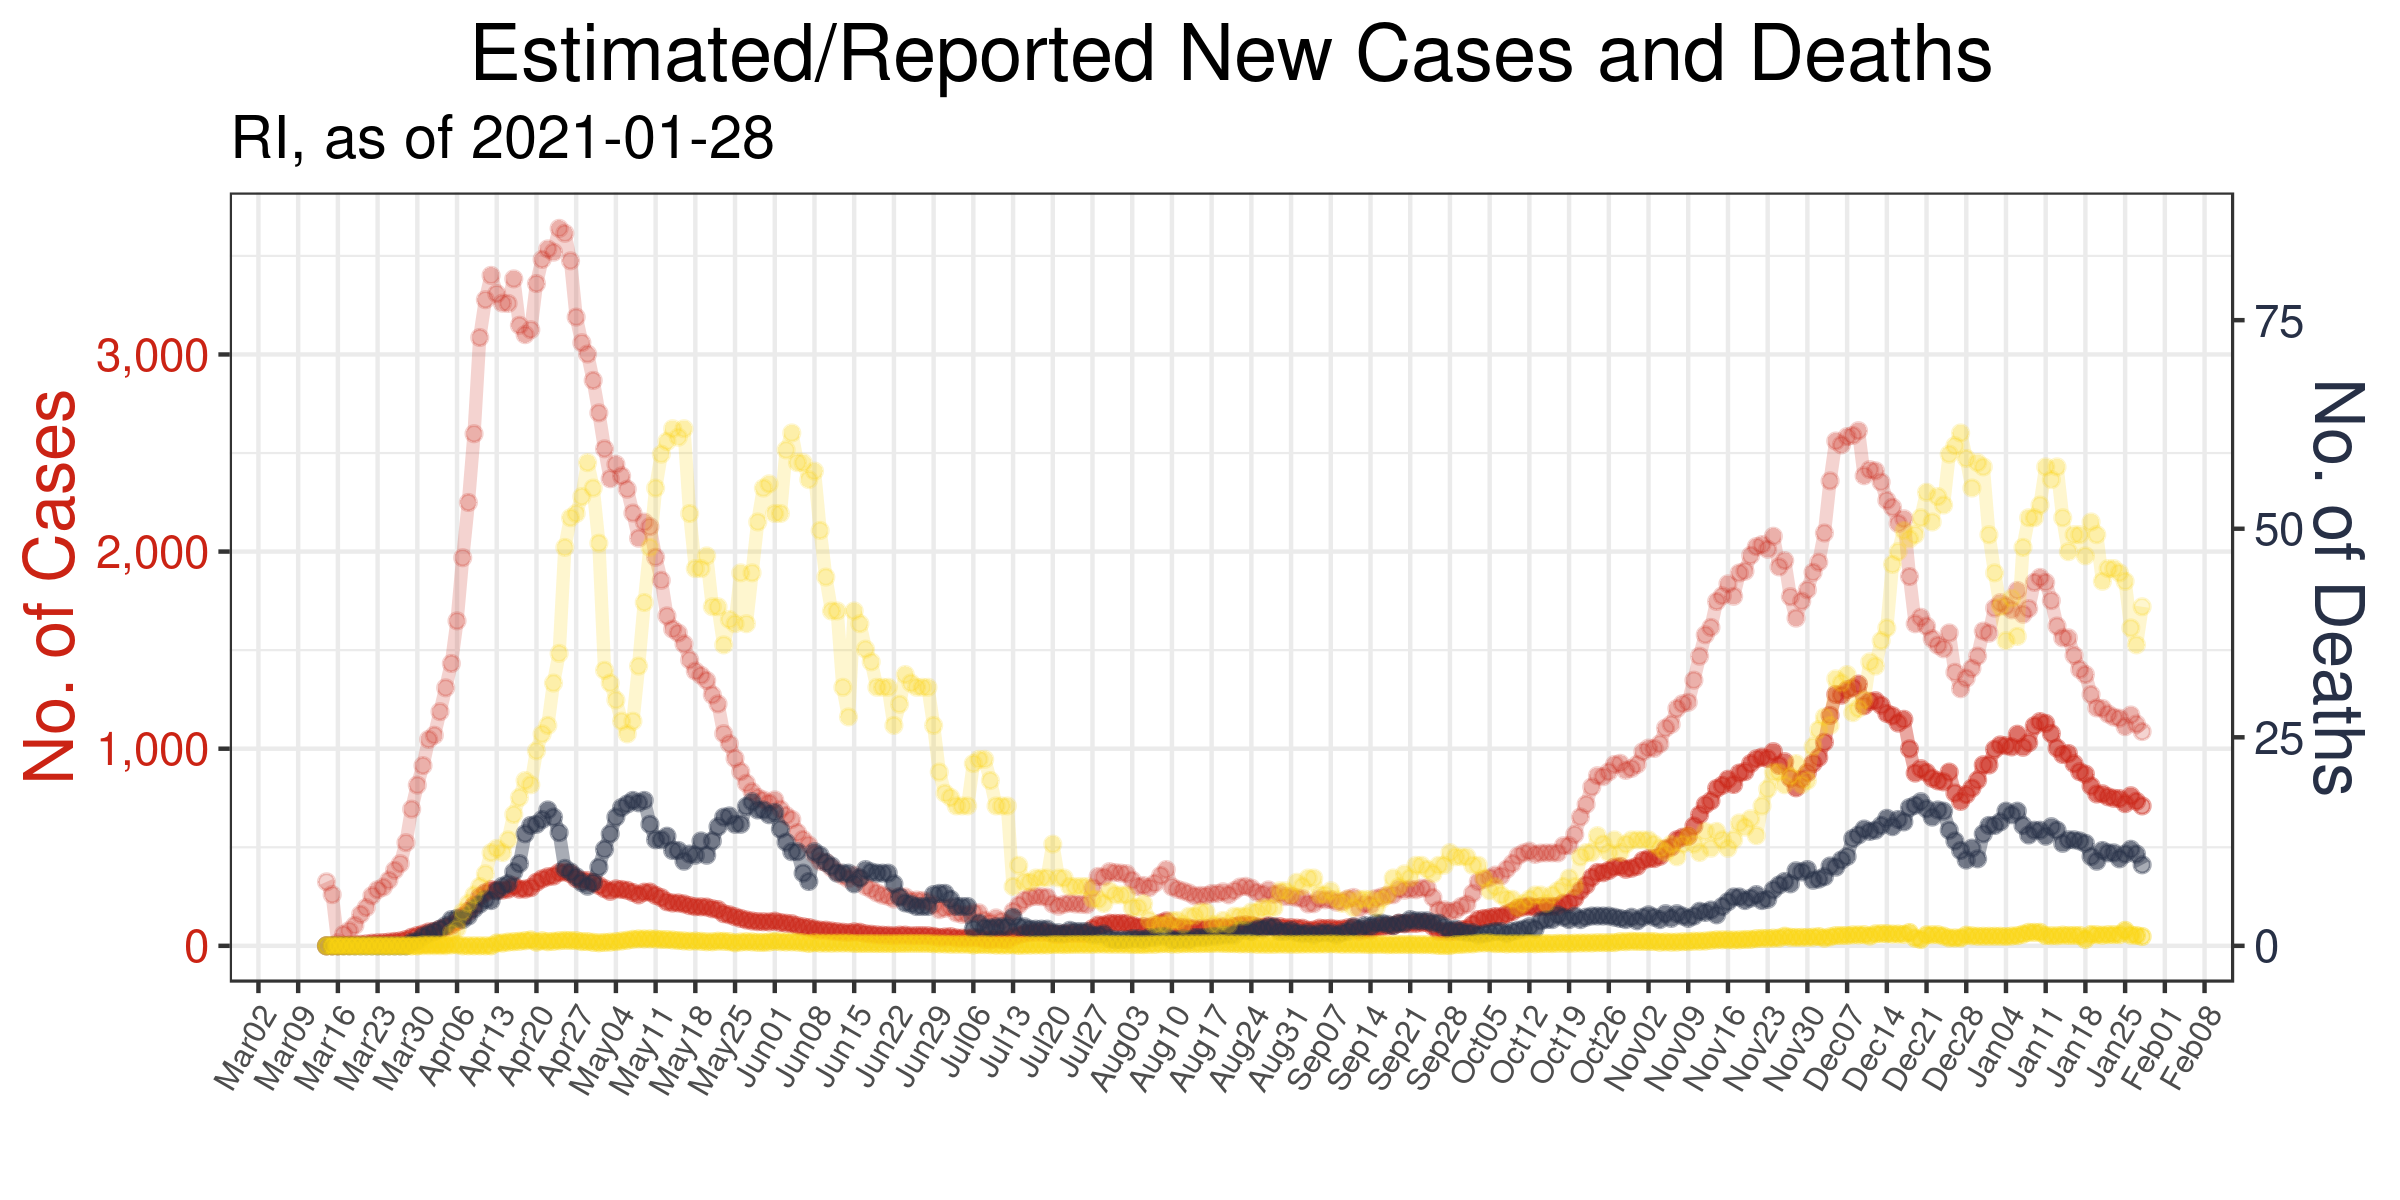 Estimated/Reported New Cases and Deaths
RI, as of 2021-01-28
No. of Cases
3,000
2,000
1,000
0
75
50
25
0
No. of Deaths
Mar02 Mar09 Mar16 Mar23 Mar30 Apr06 Apr13 Apr20 Apr27 May04 May11 May18 May25 Jun01 Jun08 Jun15 Jun22 Jun29 Jul06 Jul13 Jul20 Jul27 Aug03 Aug10 Aug17 Aug24 Aug31 Sep07 Sep14 Sep21 Sep28 Oct05 Oct12 Oct19 Oct26 Nov02 Nov09 Nov16 Nov23 Nov30 Dec07 Dec14 Dec21 Dec28 Dec04 Jan11 Jan18 Jan25 Feb01 Feb08